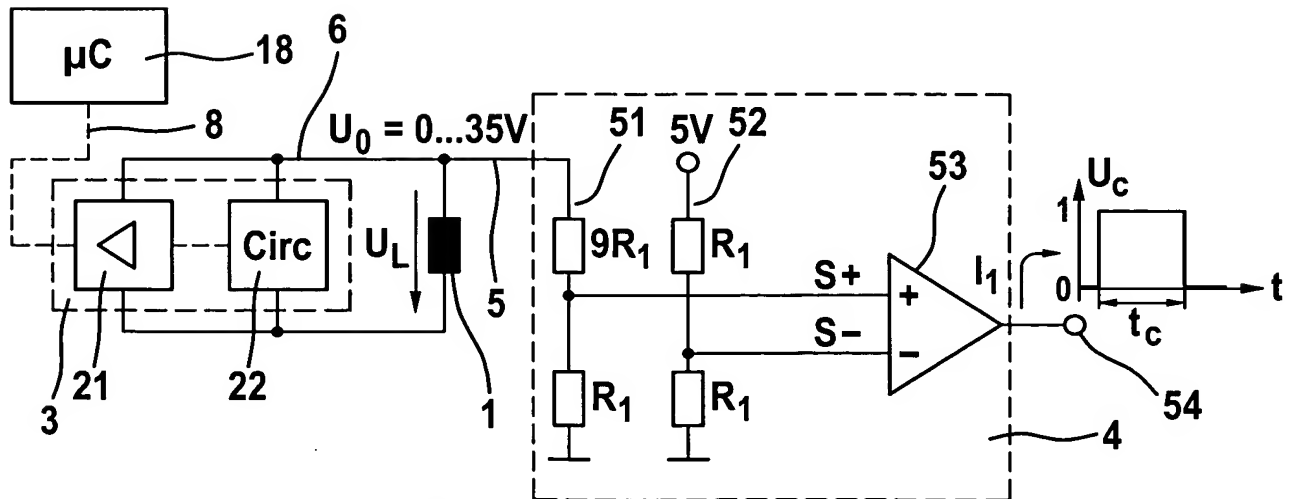 µC
18
6
8
U0 = 0...35V
51
5V
52
53
Uc
1
0
t
tc
21
Circ
22
3
UL
1
5
9R1
R1
R1
R1
S+
S−
+
−
I1
54
4